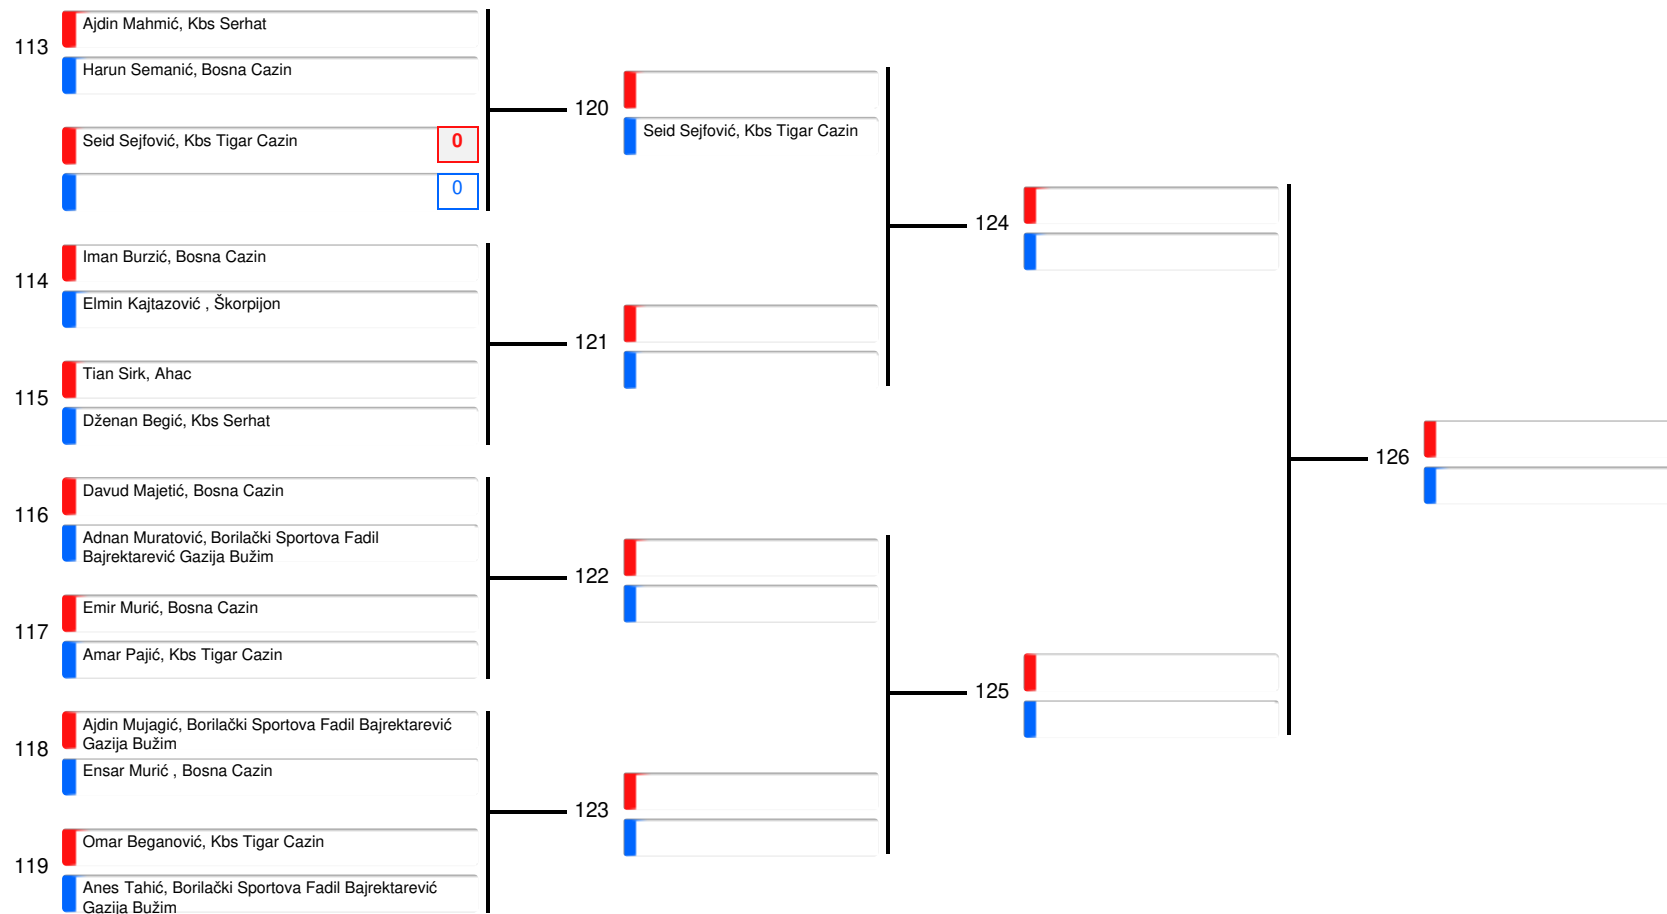 113
Ajdin Mahmić, Kbs Serhat
Harun Semanić, Bosna Cazin
Seid Sejfović, Kbs Tigar Cazin
0
0
114
Iman Burzić, Bosna Cazin
Elmin Kajtazović , Škorpijon
115
Tian Sirk, Ahac
Dženan Begić, Kbs Serhat
116
Davud Majetić, Bosna Cazin
Adnan Muratović, Borilački Sportova Fadil
Bajrektarević Gazija Bužim
117
Emir Murić, Bosna Cazin
Amar Pajić, Kbs Tigar Cazin
118
Ajdin Mujagić, Borilački Sportova Fadil Bajrektarević
Gazija Bužim
Ensar Murić , Bosna Cazin
119
Omar Beganović, Kbs Tigar Cazin
Anes Tahić, Borilački Sportova Fadil Bajrektarević
Gazija Bužim
120
Seid Sejfović, Kbs Tigar Cazin
121
122
123
124
125
126